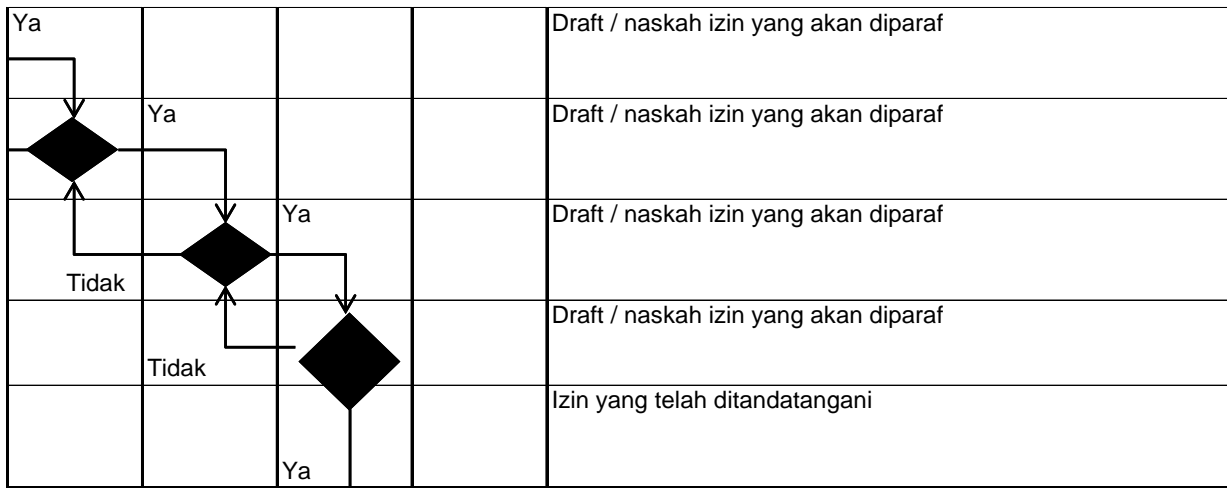 Ya
Draft / naskah izin yang akan diparaf
Ya
Draft / naskah izin yang akan diparaf
Ya
Draft / naskah izin yang akan diparaf
Tidak
Draft / naskah izin yang akan diparaf
Tidak
Izin yang telah ditandatangani
Ya